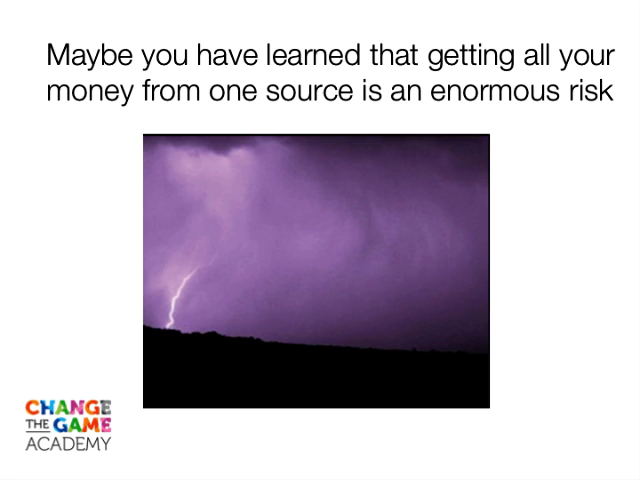 Maybe you have learned that getting all your
money from one source is an enormous risk
CHANGE
THE GAME
ACADEMY